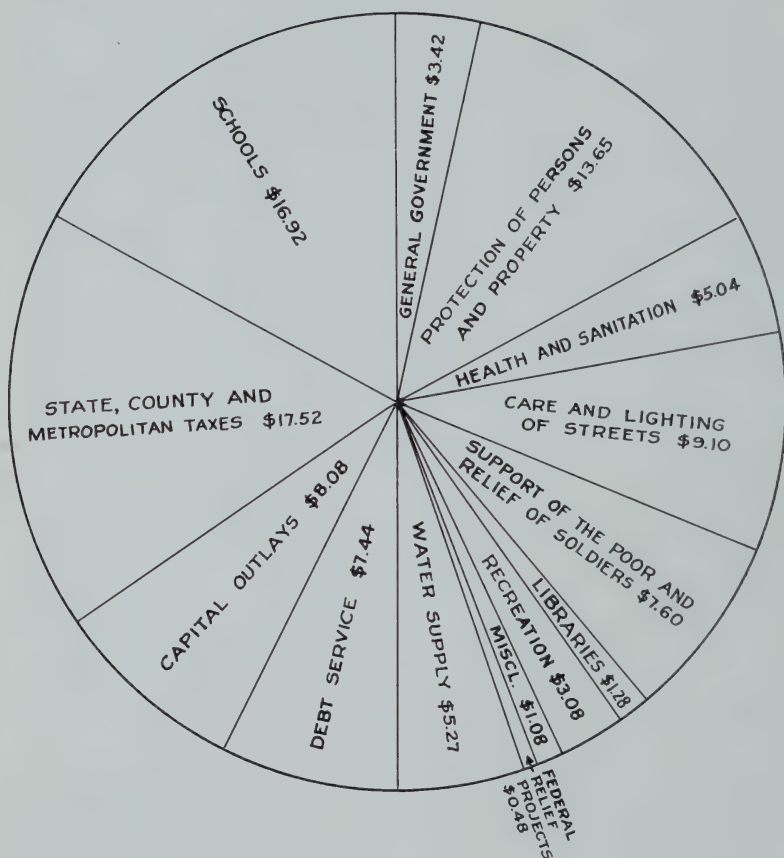 GENERAL GOVERNMENT $3.42
PROTECTION OF PERSONS
AND PROPERTY $13.65
HEALTH AND SANITATION $5.04
CARE AND LIGHTING
OF STREETS $9.10
SUPPORT OF THE POOR AND
RELIEF OF SOLDIERS $7.60
LIBRARIES $1.28
RECREATION $3.08
MISCL. $1.08
FEDERAL
RELIEF
PROJECTS
$0.48
WATER SUPPLY $5.27
DEBT SERVICE $7.44
CAPITAL OUTLAYS $8.08
STATE, COUNTY AND
METROPOLITAN TAXES $17.52
SCHOOLS $16.92